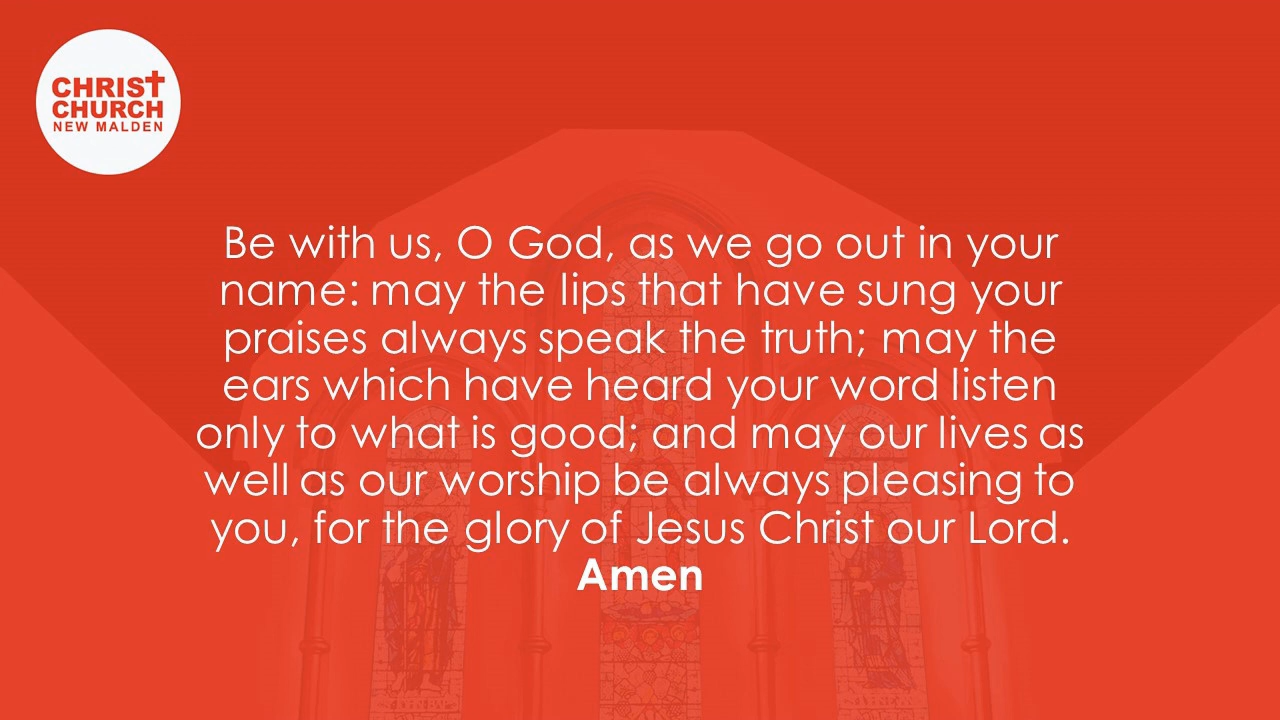 CHRIST
CHURCH
NEW MALDEN
Be with us, O God, as we go out in your
name: may the lips that have sung your
praises always speak the truth; may the
ears which have heard your word listen
only to what is good; and may our lives as
well as our worship be always pleasing to
you, for the glory of Jesus Christ our Lord.
Amen